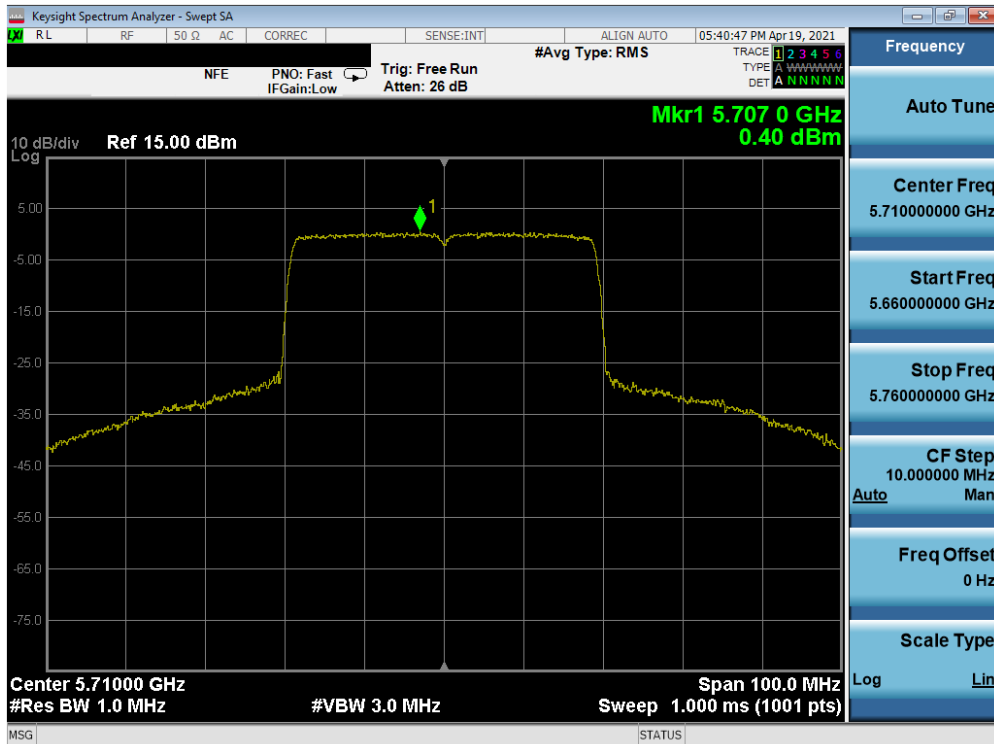 Keysight Spectrum Analyzer - Swept SA
LXI RL RF 50 Ω AC CORREC SENSE:INT ALIGN AUTO 05:40:47 PM Apr 19, 2021
NFE PNO: Fast Trig: Free Run #Avg Type: RMS TRACE 1 2 3 4 5 6
IFGain:Low Atten: 26 dB TYPE A WWWWW
DET A N N N N N
Mkr1 5.707 0 GHz
10 dB/div Ref 15.00 dBm 0.40 dBm
Log
1
5.00
-5.00
-15.0
-25.0
-35.0
-45.0
-55.0
-65.0
-75.0
Center 5.71000 GHz Span 100.0 MHz
#Res BW 1.0 MHz #VBW 3.0 MHz Sweep 1.000 ms (1001 pts)
MSG STATUS
Frequency
Auto Tune
Center Freq
5.710000000 GHz
Start Freq
5.660000000 GHz
Stop Freq
5.760000000 GHz
CF Step
10.000000 MHz
Auto Man
Freq Offset
0 Hz
Scale Type
Log Lin